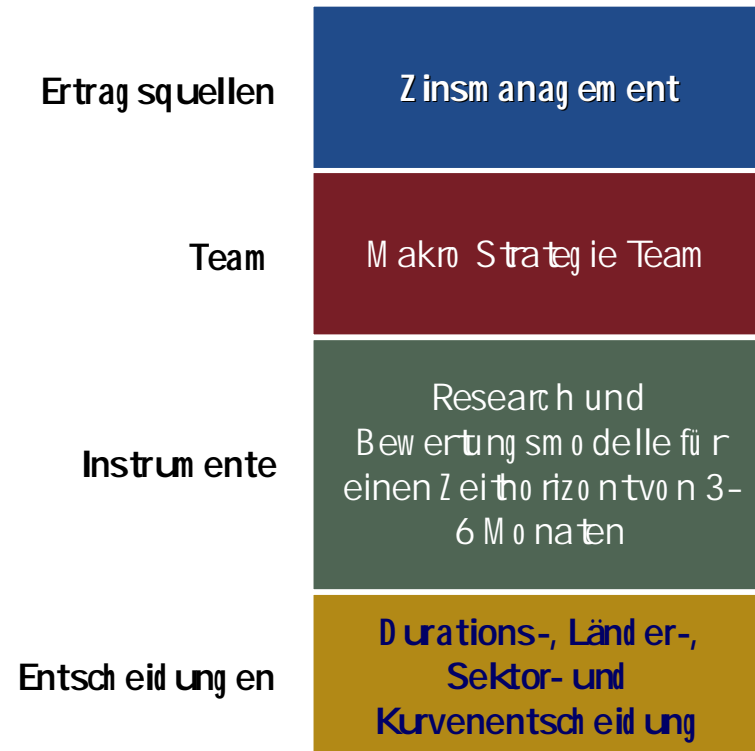 Ertragsquellen
Zinsmanagement
Team
Makro Strategie Team
Instrumente
Research und
Bewertungsmodelle für
einen Zeithorizont von 3-
6 Monaten
Entscheidungen
Durations-, Länder-,
Sektor- und
Kurvenentscheidung